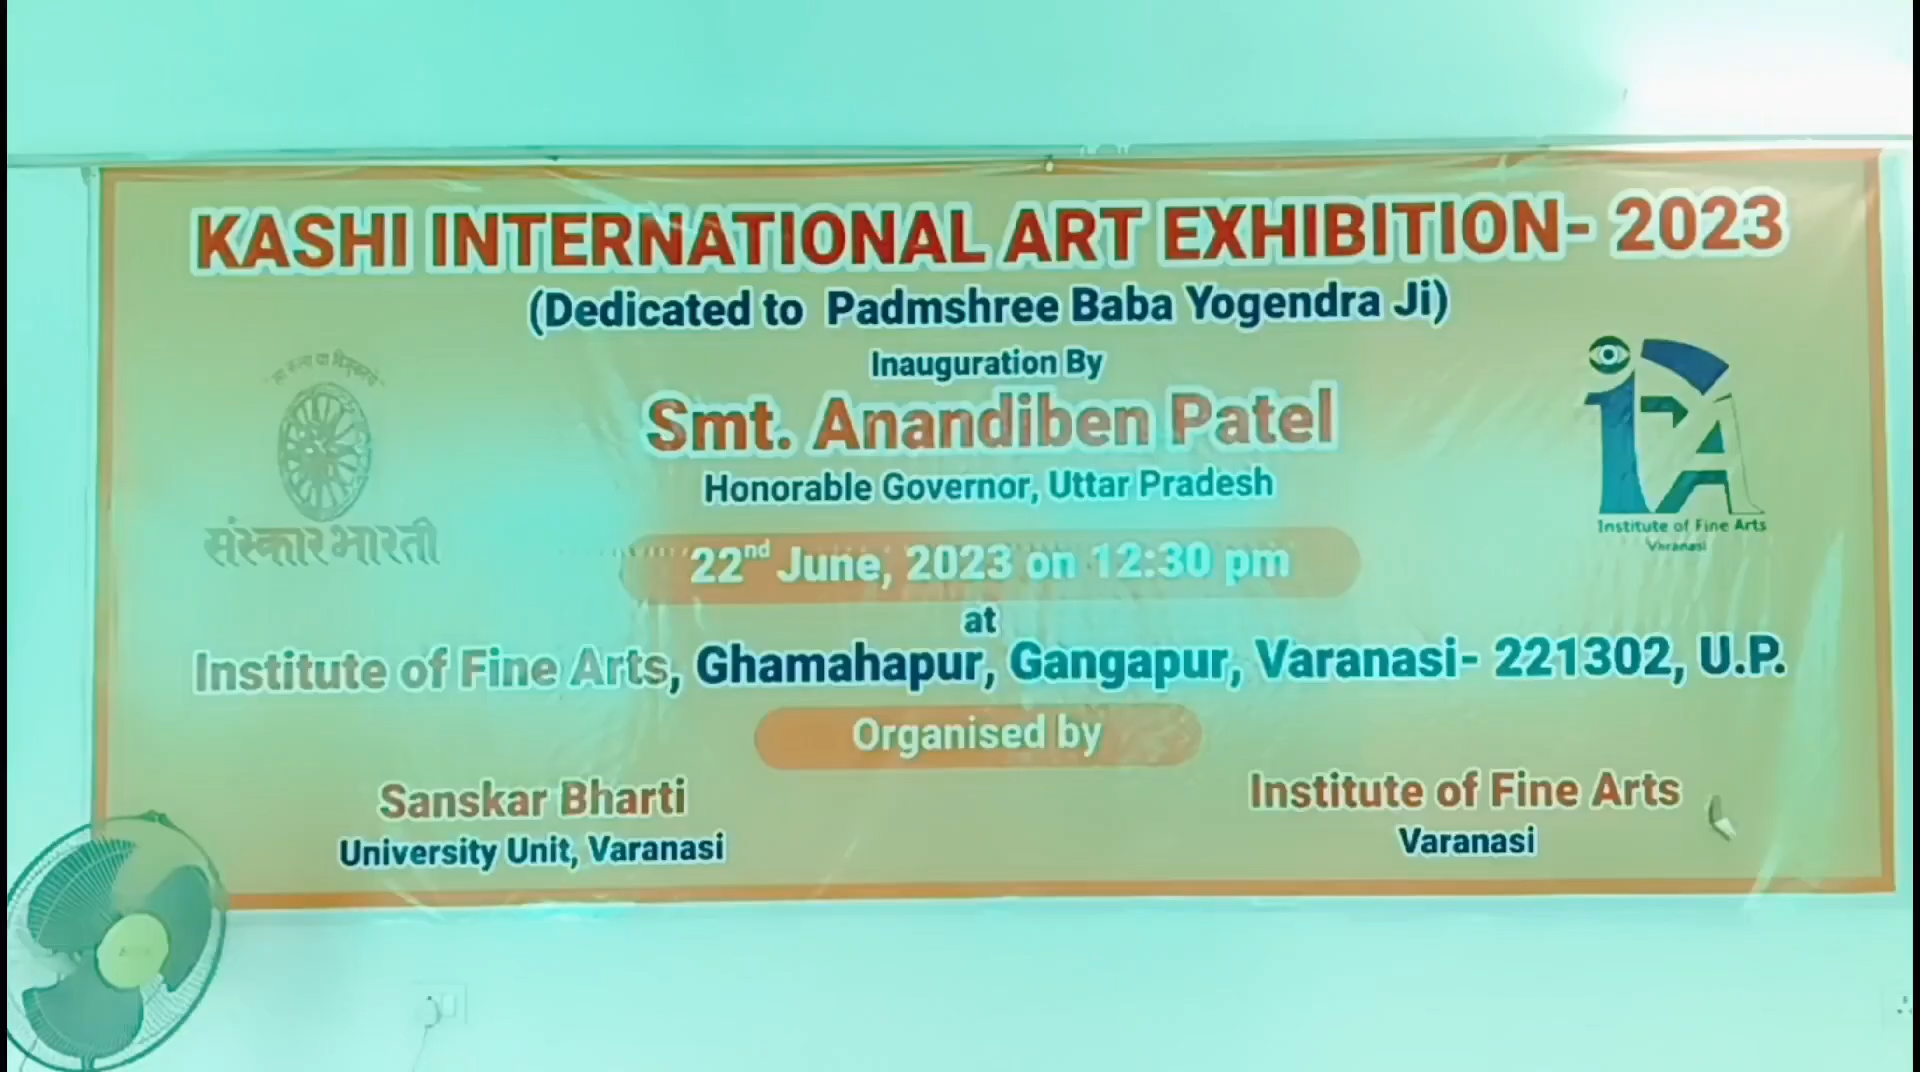 KASHI INTERNATIONAL ART EXHIBITION- 2023
(Dedicated to Padmshree Baba Yogendra Ji)
Inauguration By
Smt. Anandiben Patel
Honorable Governor, Uttar Pradesh
सा कला या विमुक्तये
संस्कार भारती
Institute of Fine Arts
Varanasi
22nd June, 2023 on 12:30 pm
at
Institute of Fine Arts, Ghamahapur, Gangapur, Varanasi- 221302, U.P.
Organised by
Sanskar Bharti
University Unit, Varanasi
Institute of Fine Arts
Varanasi